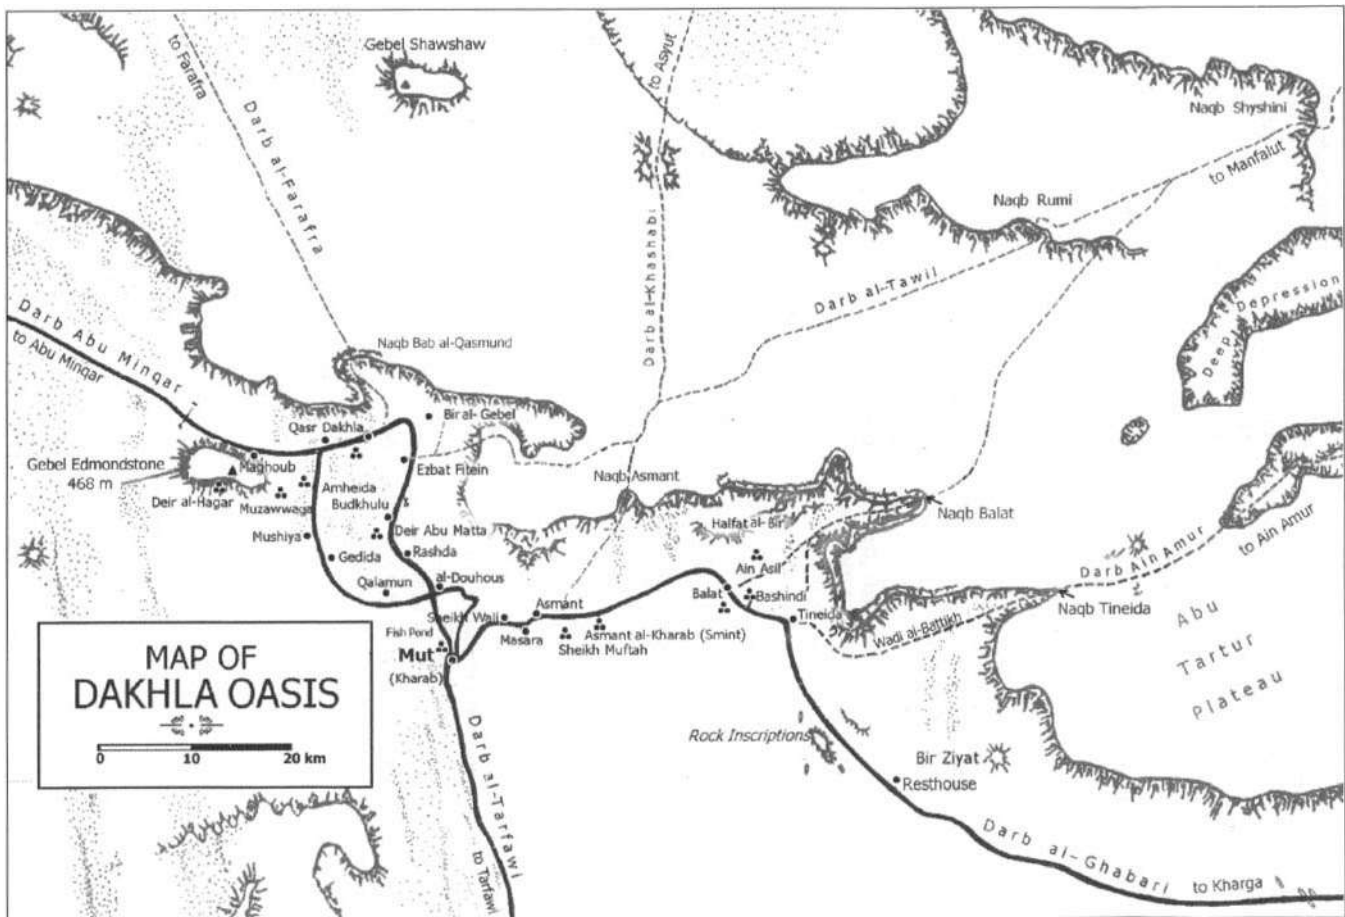 Gebel Shawshaw
to Farafra
Darb al-Farafra
to Asyut
Darb al-Khashabi
Naqb Shyshini
to Manfalut
Naqb Rumi
Darb al-Tawil
Deep Depression
Darb Abu Minqar
to Abu Minqar
Naqb Bab al-Qasmund
Bir al-Gebel
Qasr Dakhla
Gebel Edmondstone
468 m
Maghoub
Ezbat Fitein
Naqb Asmant
Deir al-Hagar
Muzawwaga
Amheida
Budkhulu
Deir Abu Matta
Mushiya
Rashda
Gedida
Halfat al-Bir
Naqb Balat
Ain Asil
Darb Ain Amur
to Ain Amur
Qalamun
al-Douhous
Balat
Bashindi
Naqb Tineida
Sheikh Wali
Asmant
Tineida
Wadi al-Battikh
Fish Pond
Masara
Asmant al-Kharab (Smint)
Sheikh Muftah
Mut
(Kharab)
Abu
Tartur
Plateau
MAP OF
DAKHLA OASIS
0 10 20 km
Rock Inscriptions
Bir Ziyat
Resthouse
Darb al-Tarfawi
to Tarfawi
Darb al-Ghabari
to Kharga